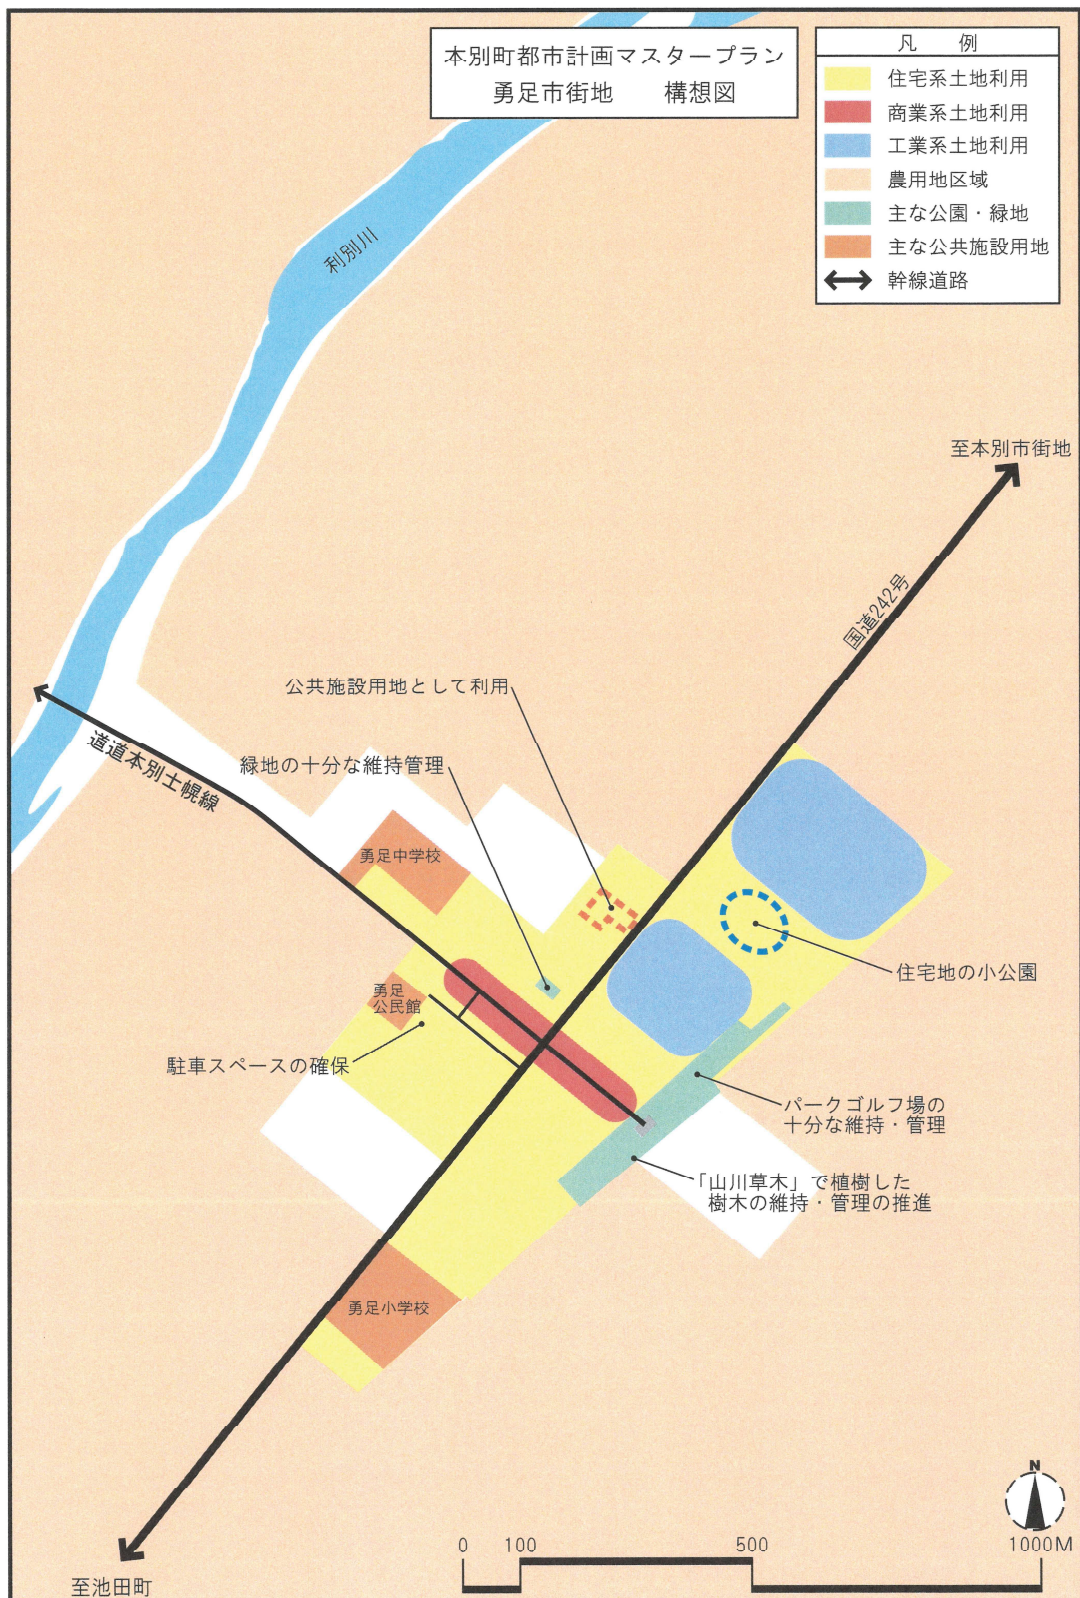 本別町都市計画マスタープラン
勇足市街地　　構想図
凡　例
住宅系土地利用
商業系土地利用
工業系土地利用
農用地区域
主な公園・緑地
主な公共施設用地
幹線道路
利別川
至本別市街地
国道242号
公共施設用地として利用
緑地の十分な維持管理
道道本別士幌線
勇足中学校
住宅地の小公園
勇足
公民館
駐車スペースの確保
パークゴルフ場の
十分な維持・管理
「山川草木」で植樹した
樹木の維持・管理の推進
勇足小学校
至池田町
N
0 100 500 1000M